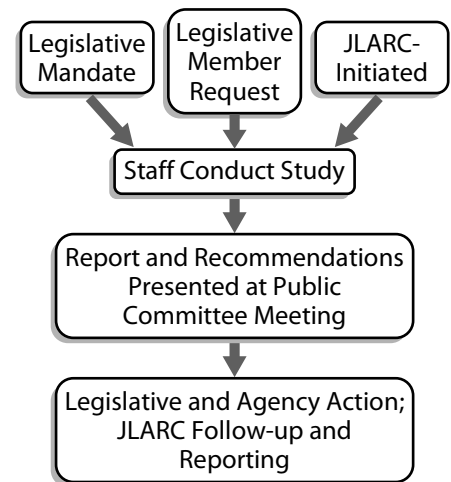 Legislative
Mandate
Legislative
Member
Request
JLARC-
Initiated
Staff Conduct Study
Report and Recommendations
Presented at Public
Committee Meeting
Legislative and Agency Action;
JLARC Follow-up and
Reporting